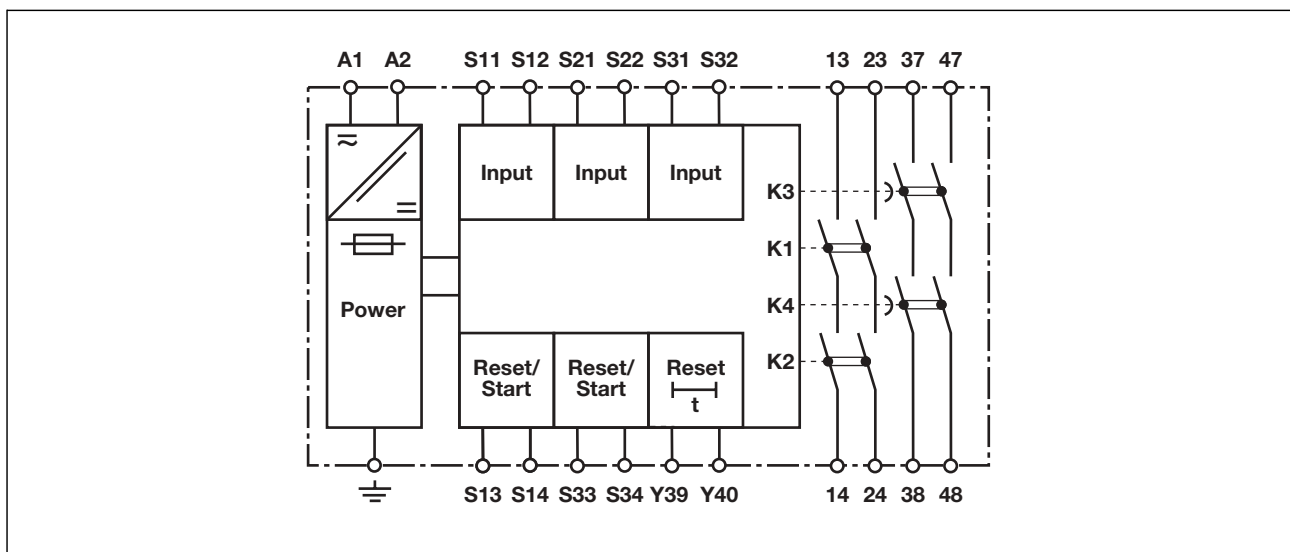 A1 A2 S11 S12 S21 S22 S31 S32 13 23 37 47
Input Input Input
K3
K1
K4
Power
K2
Reset/ Reset/ Reset
Start Start t
S13 S14 S33 S34 Y39 Y40 14 24 38 48